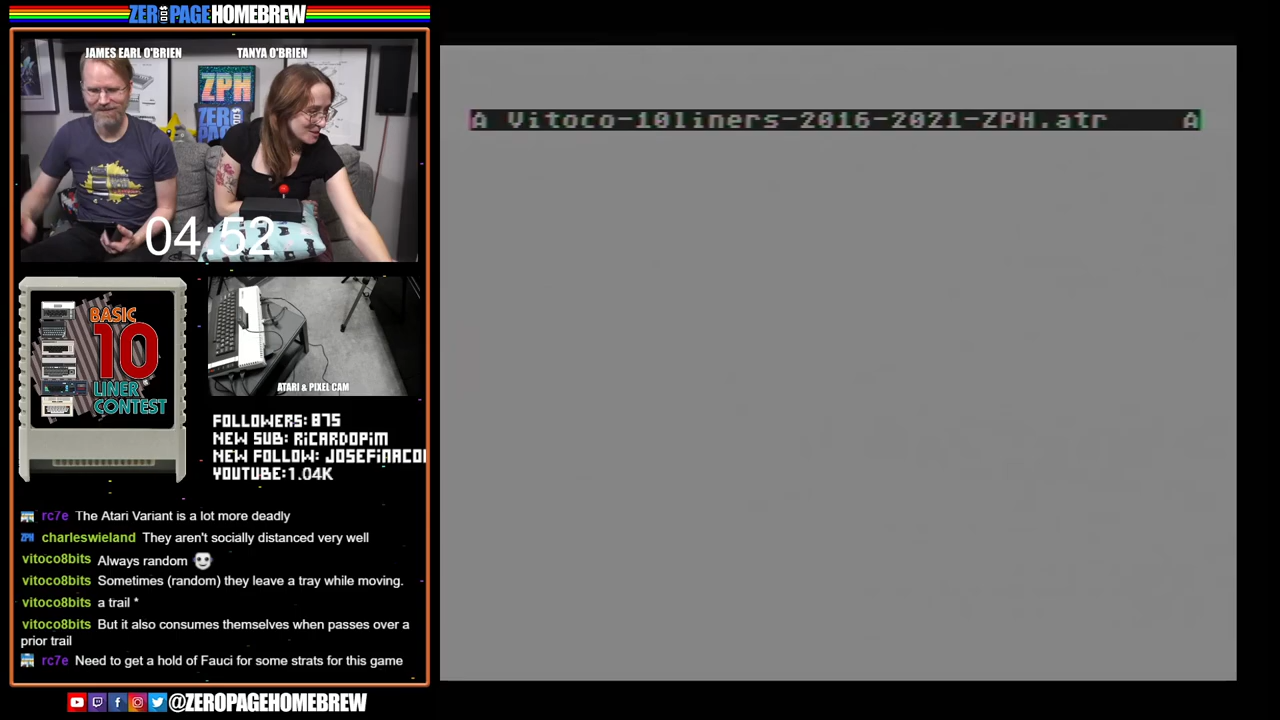 ZEROPAGEHOMEBREW
JAMES EARL O'BRIEN
TANYA O'BRIEN
ZPH
04:52
A Vitoco-10liners-2016-2021-ZPH.atr A
BASIC
10
LINER
CONTEST
ATARI & PIXEL CAM
FOLLOWERS: 875
NEW SUB: RICARDOPIM
NEW FOLLOW: JOSEFINACO
YOUTUBE:1.04K
rc7e The Atari Variant is a lot more deadly
ZPH charleswieland They aren't socially distanced very well
vitoco8bits Always random
vitoco8bits Sometimes (random) they leave a tray while moving.
vitoco8bits a trail *
vitoco8bits But it also consumes themselves when passes over a
prior trail
rc7e Need to get a hold of Fauci for some strats for this game
@ZEROPAGEHOMEBREW